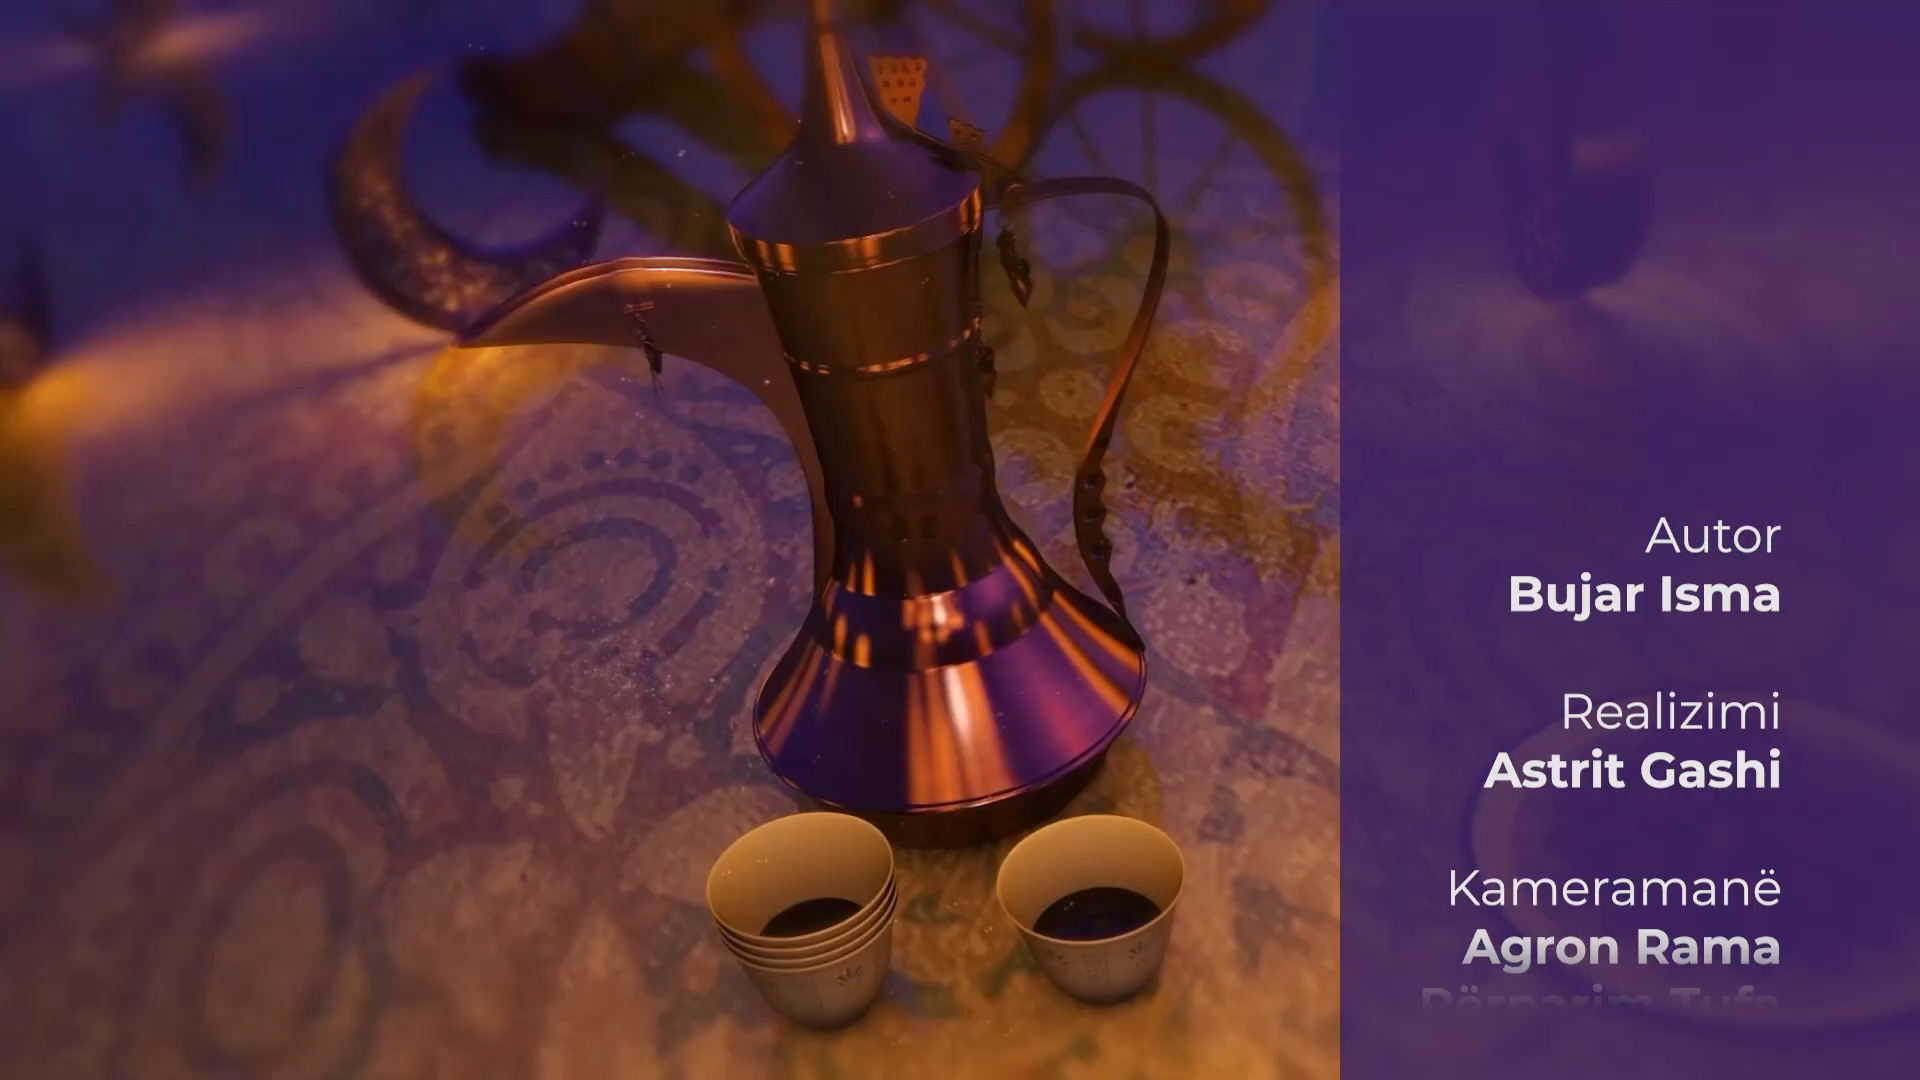 Autor
Bujar Isma
Realizimi
Astrit Gashi
Kameramanë
Agron Rama